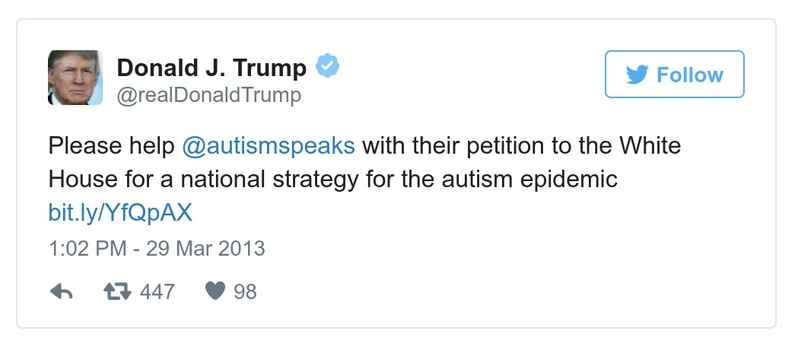 Donald J. Trump
@realDonaldTrump
Follow
Please help @autismspeaks with their petition to the White
House for a national strategy for the autism epidemic
bit.ly/YfQpAX
1:02 PM - 29 Mar 2013
447 98